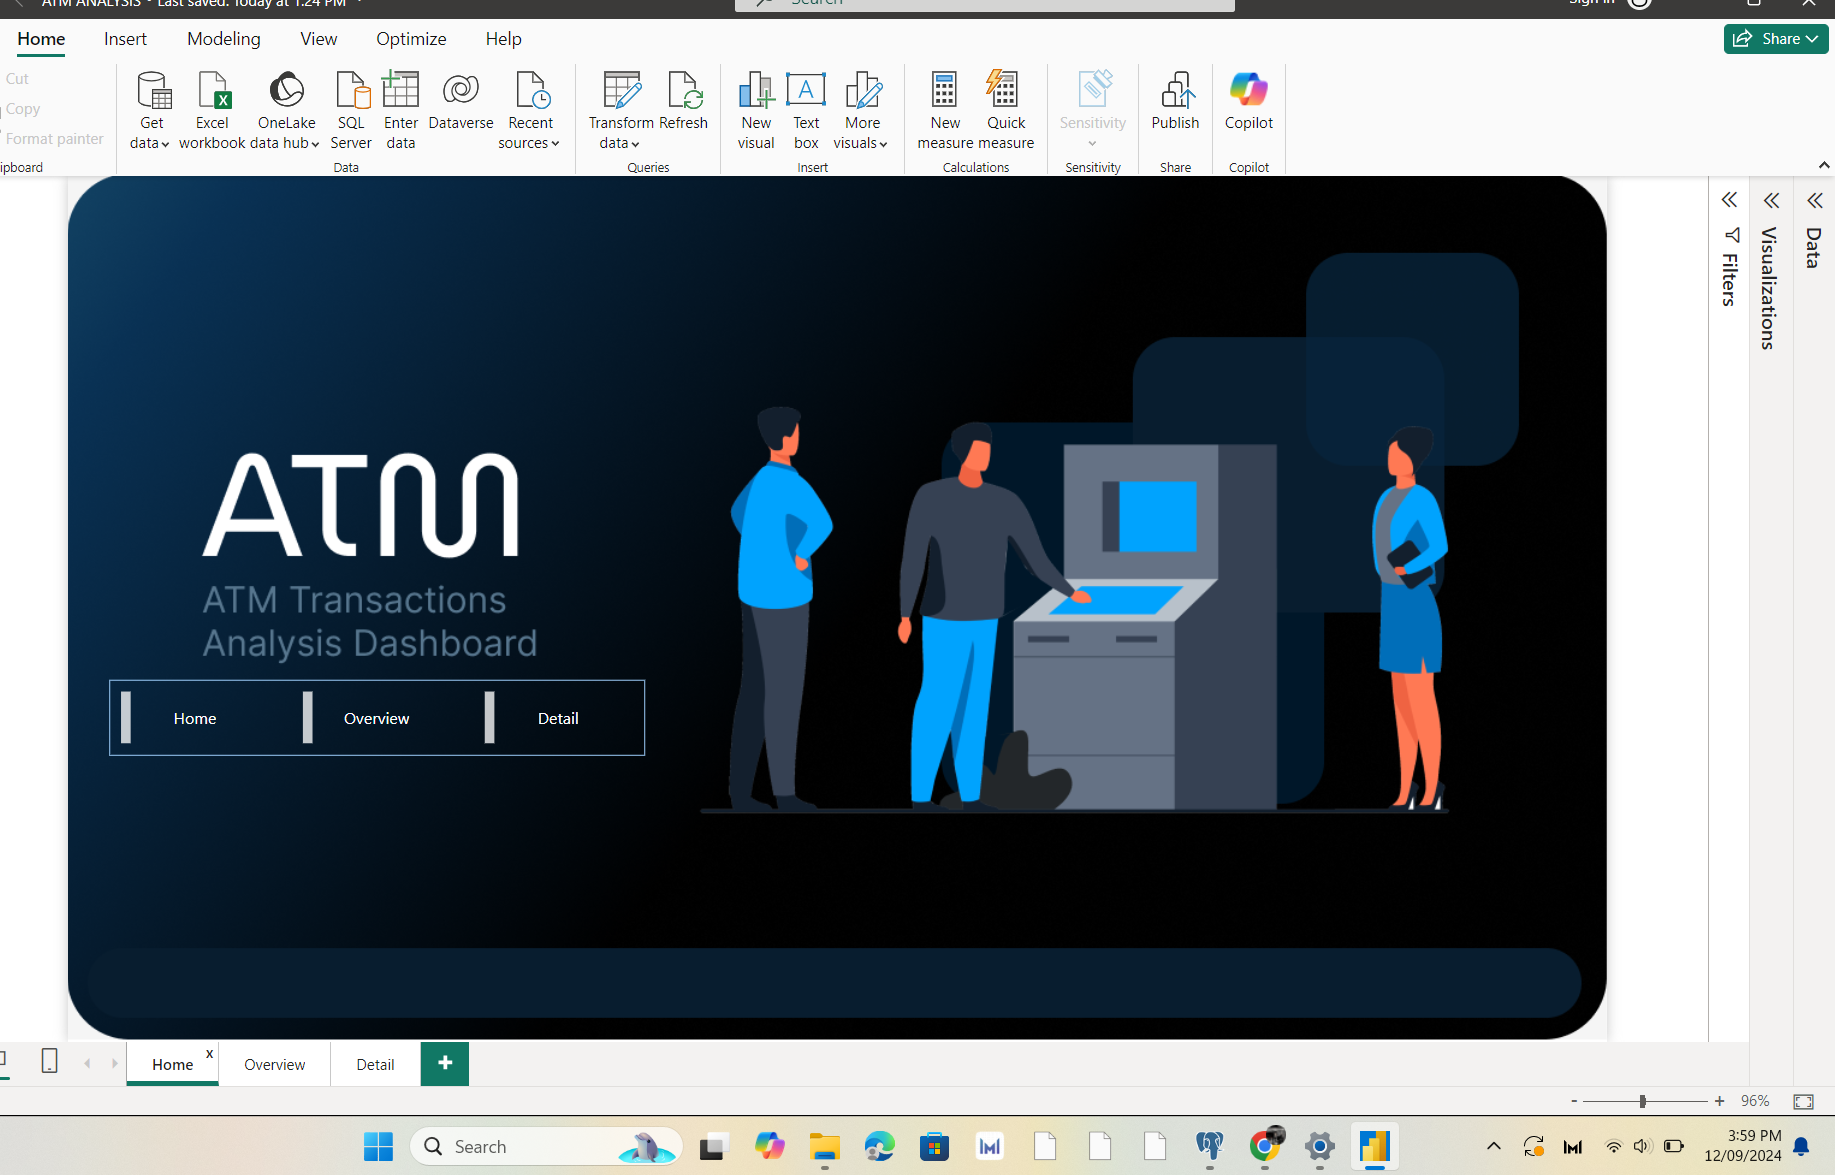 ATM ANALYSIS • Last saved: Today at 1:24 PM
Search
Sign in
Home Insert Modeling View Optimize Help
Share
Cut
Copy
Format painter
ipboard
Get data
Excel workbook
OneLake data hub
SQL Server
Enter data
Dataverse
Recent sources
Data
Transform data
Refresh
Queries
New visual
Text box
More visuals
Insert
New measure
Quick measure
Calculations
Sensitivity
Sensitivity
Publish
Share
Copilot
Copilot
Filters
Visualizations
Data
ATM
ATM Transactions
Analysis Dashboard
Home Overview Detail
Home x Overview Detail +
- + 96%
Search
3:59 PM
12/09/2024